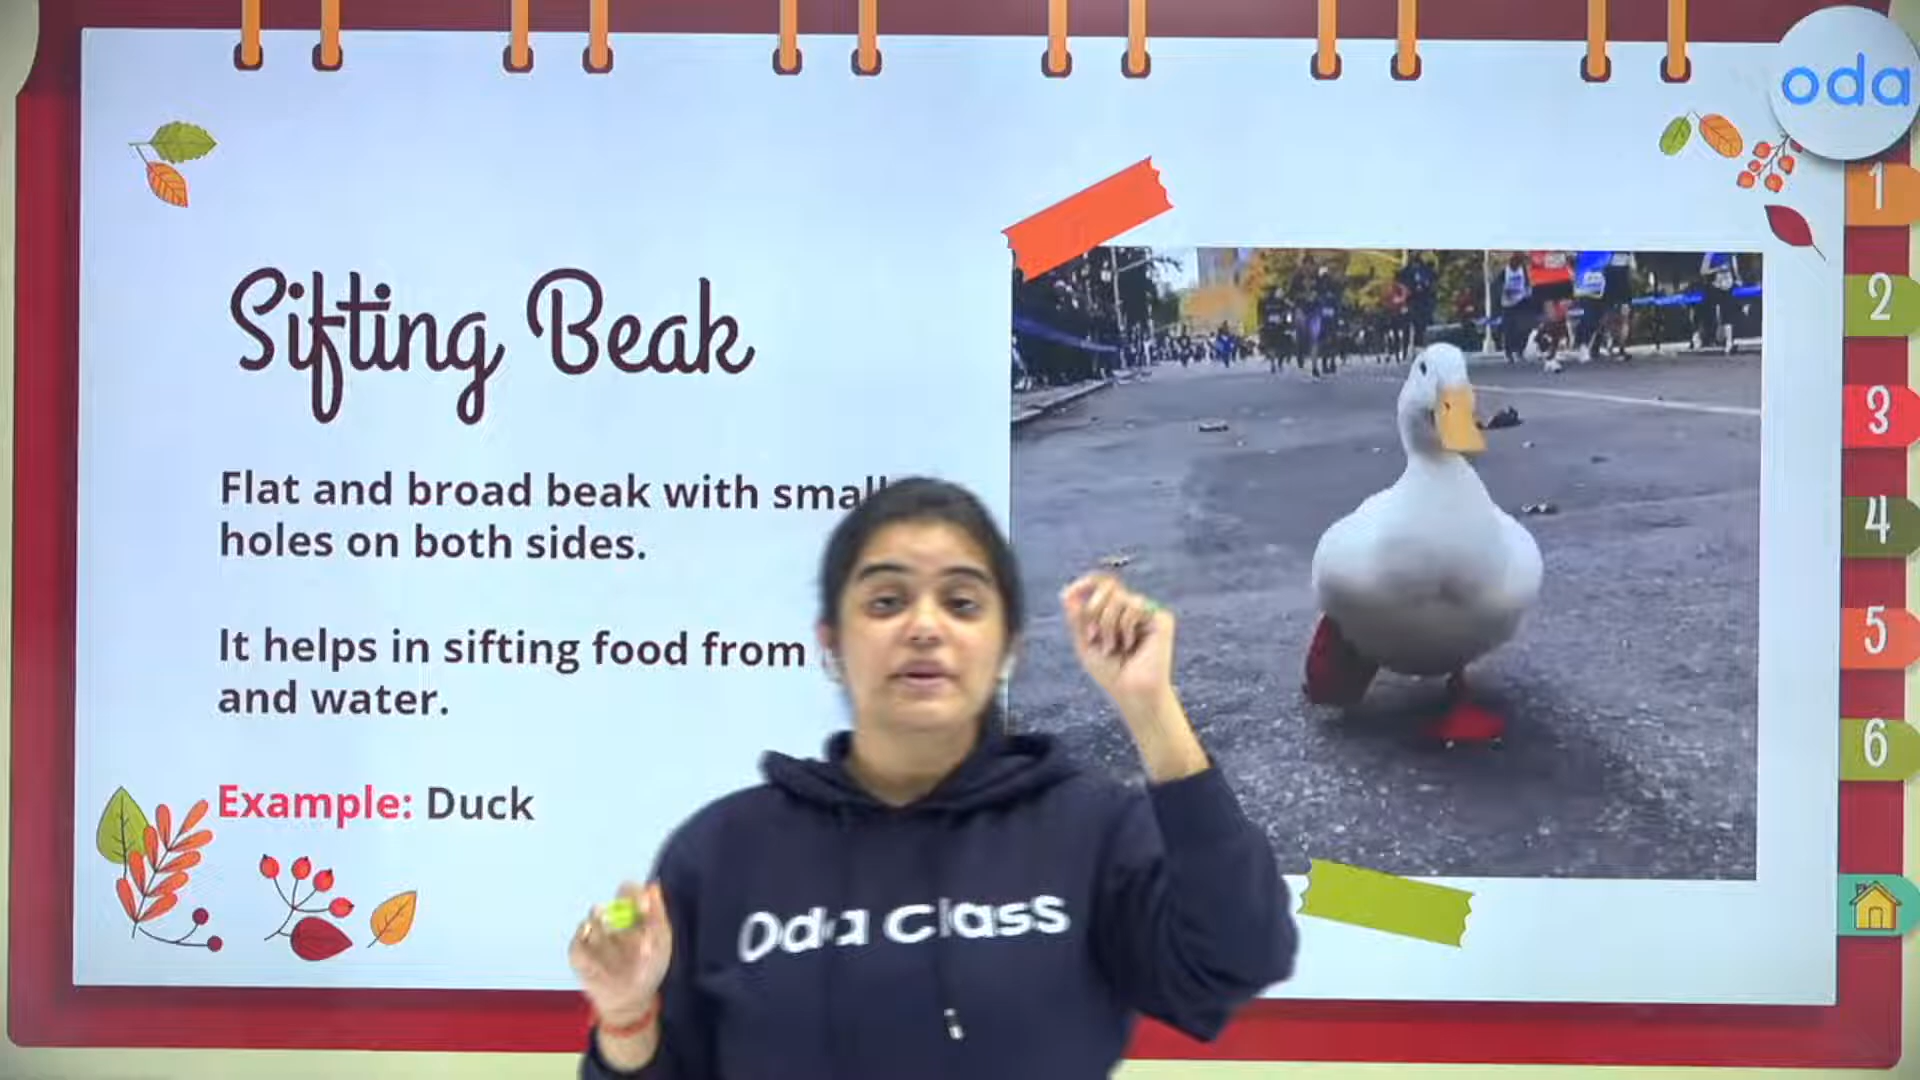 oda
1
2
3
4
5
6
Sifting Beak
Flat and broad beak with small
holes on both sides.
It helps in sifting food from
and water.
Example: Duck
Oda class